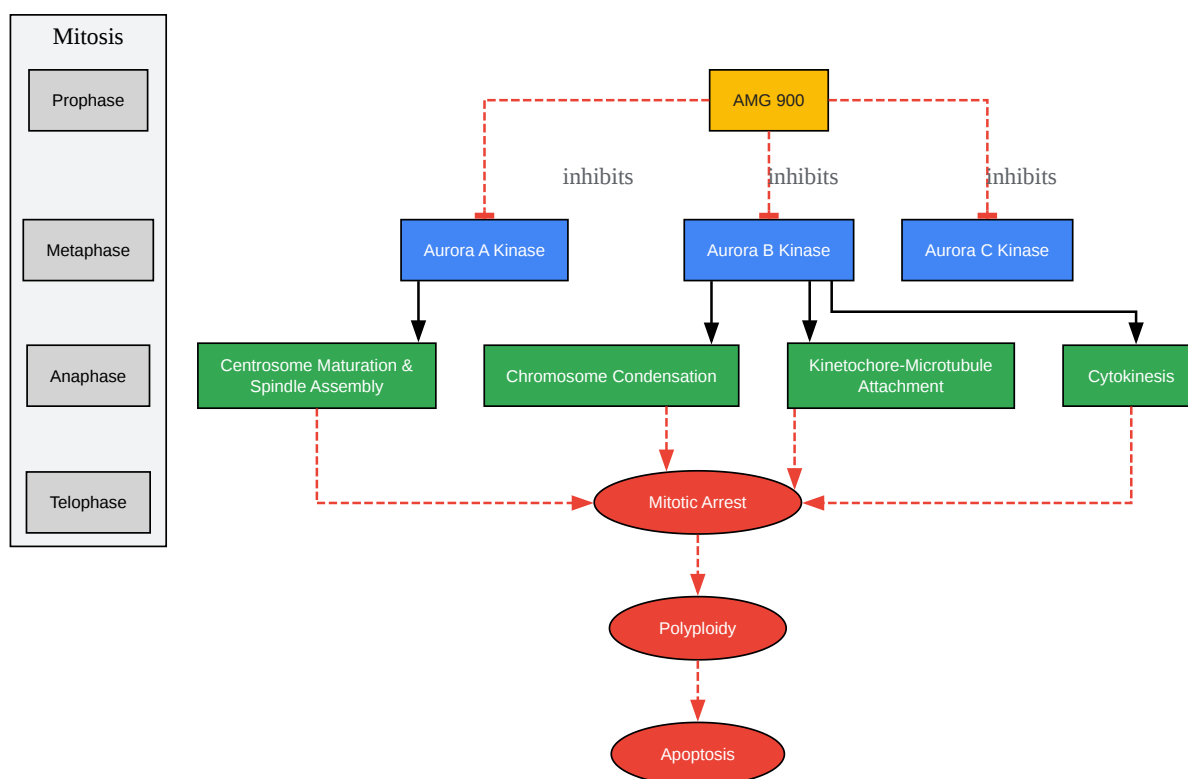 Mitosis
Prophase
Metaphase
Anaphase
Telophase
AMG 900
inhibits
inhibits
inhibits
Aurora A Kinase
Aurora B Kinase
Aurora C Kinase
Centrosome Maturation &
Spindle Assembly
Chromosome Condensation
Kinetochore-Microtubule
Attachment
Cytokinesis
Mitotic Arrest
Polyploidy
Apoptosis